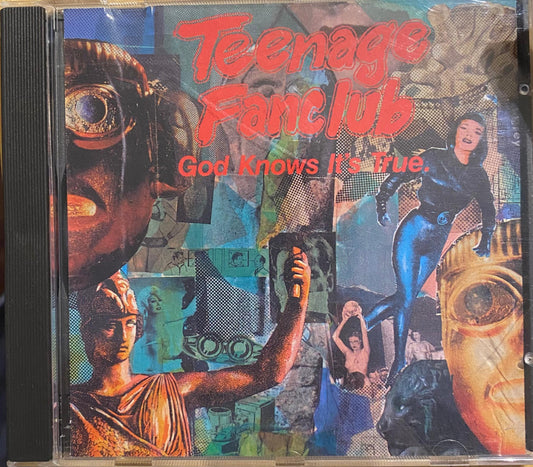 Teenage
Fanclub
God Knows It's True.